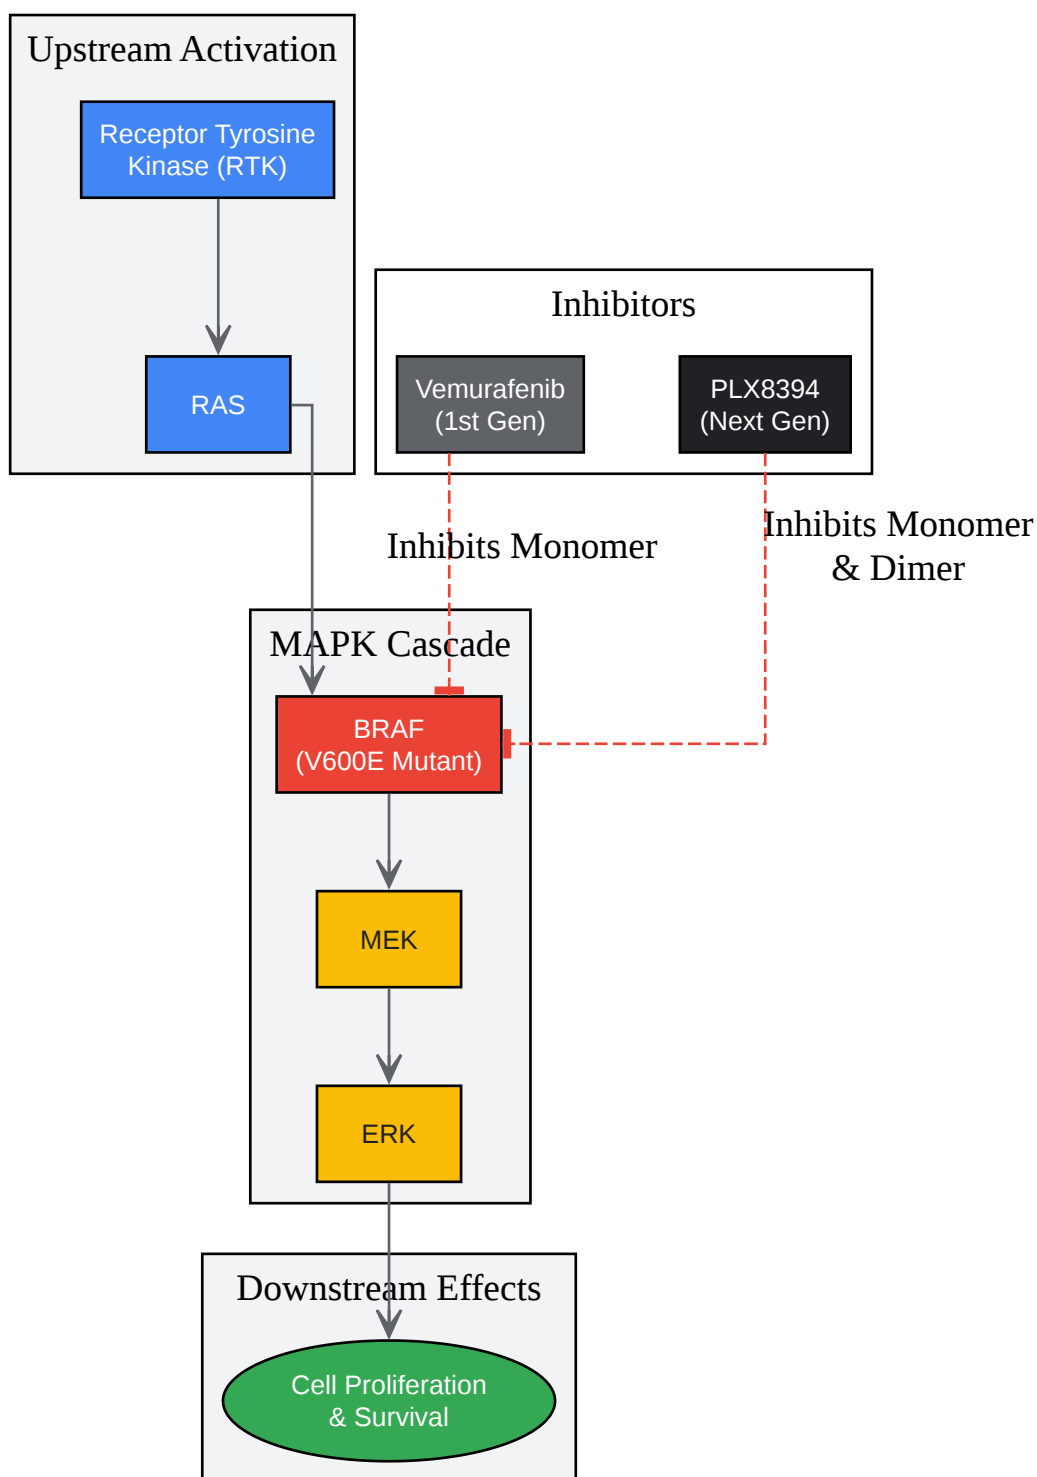 Upstream Activation
Receptor Tyrosine
Kinase (RTK)
RAS
Inhibitors
Vemurafenib
(1st Gen)
PLX8394
(Next Gen)
Inhibits Monomer
Inhibits Monomer
& Dimer
MAPK Cascade
BRAF
(V600E Mutant)
MEK
ERK
Downstream Effects
Cell Proliferation
& Survival